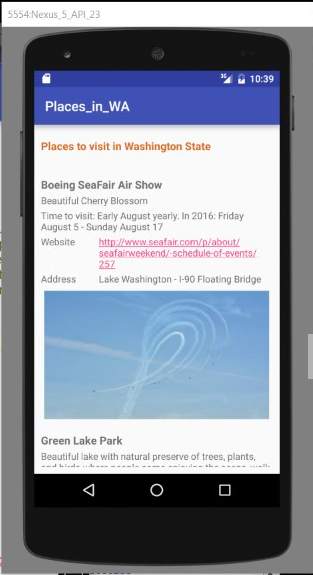 5554:Nexus_5_API_23
3G 10:39
Places_in_WA
Places to visit in Washington State
Boeing SeaFair Air Show
Beautiful Cherry Blossom
Time to visit: Early August yearly. In 2016: Friday
August 5 - Sunday August 17
Website http://www.seafair.com/p/about/
seafairweekend/-schedule-of-events/
257
Address Lake Washington - I-90 Floating Bridge
Green Lake Park
Beautiful lake with natural preserve of trees, plants,
and birds where people come enjoying the scene, walk